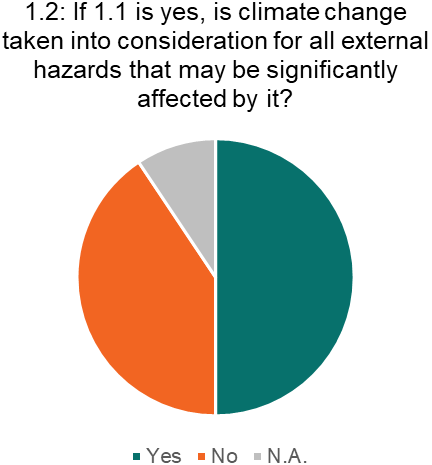 1.2: If 1.1 is yes, is climate change
taken into consideration for all external
hazards that may be significantly
affected by it?
Yes No N.A.